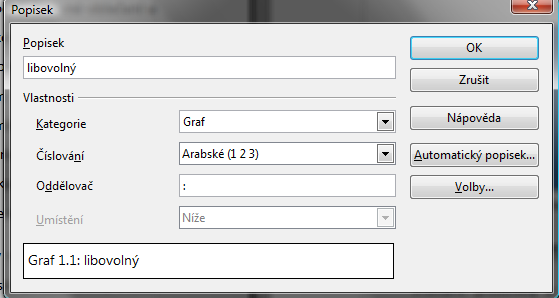 Popisek
Popisek
libovolný
Vlastnosti
Kategorie
Graf
Číslování
Arabské (1 2 3)
Oddělovač
:
Umístění
Níže
Graf 1.1: libovolný
OK
Zrušit
Nápověda
Automatický popisek...
Volby...